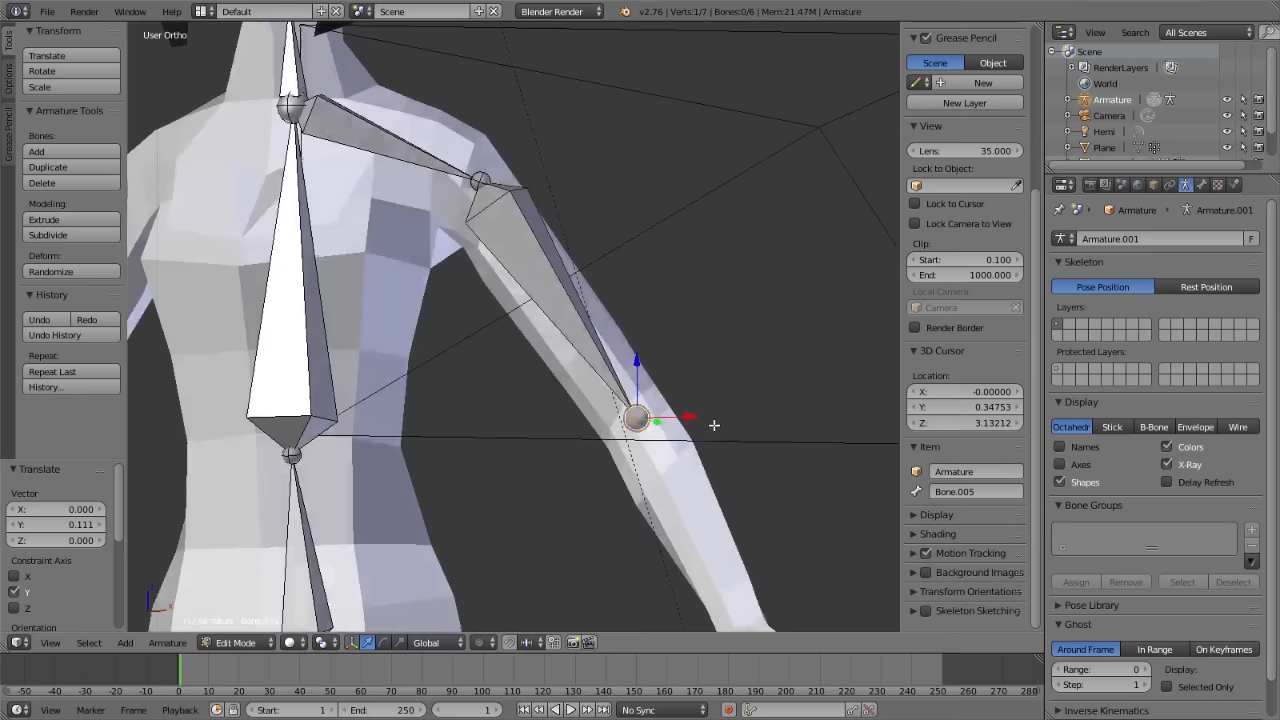 File Render Window Help Default Scene Blender Render v2.76 | Verts:1/7 | Bones:0/6 | Mem:21.47M | Armature
User Ortho
Tools
Options
Grease Pencil
Transform
Translate
Rotate
Scale
Armature Tools
Bones:
Add
Duplicate
Delete
Modeling:
Extrude
Subdivide
Deform:
Randomize
History
Undo Redo
Undo History
Repeat:
Repeat Last
History...
Translate
Vector
X: 0.000
Y: 0.111
Z: 0.000
Constraint Axis
X
Y
Z
Orientation
Grease Pencil
Scene Object
New
New Layer
View
Lens: 35.000
Lock to Object:
Lock to Cursor
Lock Camera to View
Clip:
Start: 0.100
End: 1000.000
Local Camera:
Camera
Render Border
3D Cursor
Location:
X: -0.00000
Y: 0.34753
Z: 3.13212
Item
Armature
Bone.005
Display
Shading
Motion Tracking
Background Images
Transform Orientations
Skeleton Sketching
View Search All Scenes
Scene
RenderLayers
World
Armature
Camera
Hemi
Plane
Armature Armature.001
Armature.001 F
Skeleton
Pose Position Rest Position
Layers:
Protected Layers:
Display
Octahedr Stick B-Bone Envelope Wire
Names Colors
Axes X-Ray
Shapes Delay Refresh
Bone Groups
Assign Remove Select Deselect
Pose Library
Ghost
Around Frame In Range On Keyframes
Range: 0 Display:
Step: 1 Selected Only
Inverse Kinematics
View Select Add Armature Edit Mode Global
-50 -40 -30 -20 -10 0 10 20 30 40 50 60 70 80 90 100 110 120 130 140 150 160 170 180 190 200 210 220 230 240 250 260 270 280
View Marker Frame Playback Start: 1 End: 250 1 No Sync